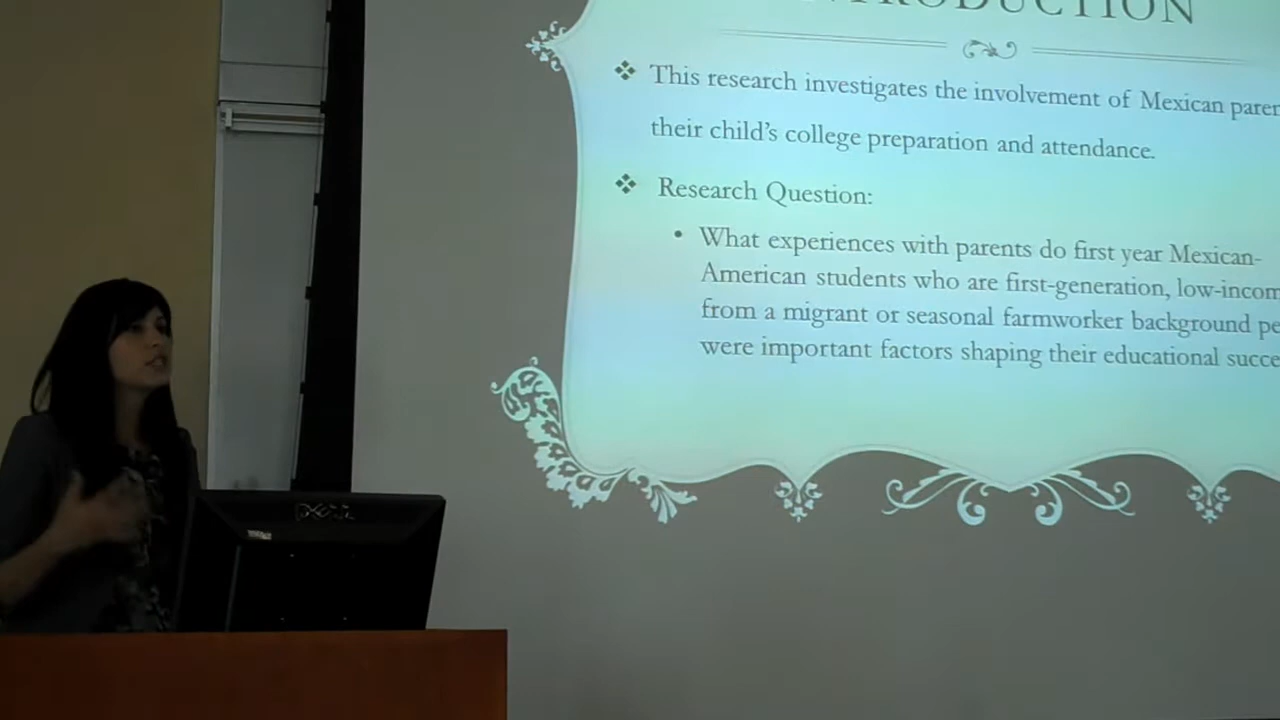 This research investigates the involvement of Mexican
their child's college preparation and attendance.
Research Question:
What experiences with parents do first year Mexican-
American students who are first-generation,
from a migrant or seasonal farmworker background
were important factors shaping their educational
DELL